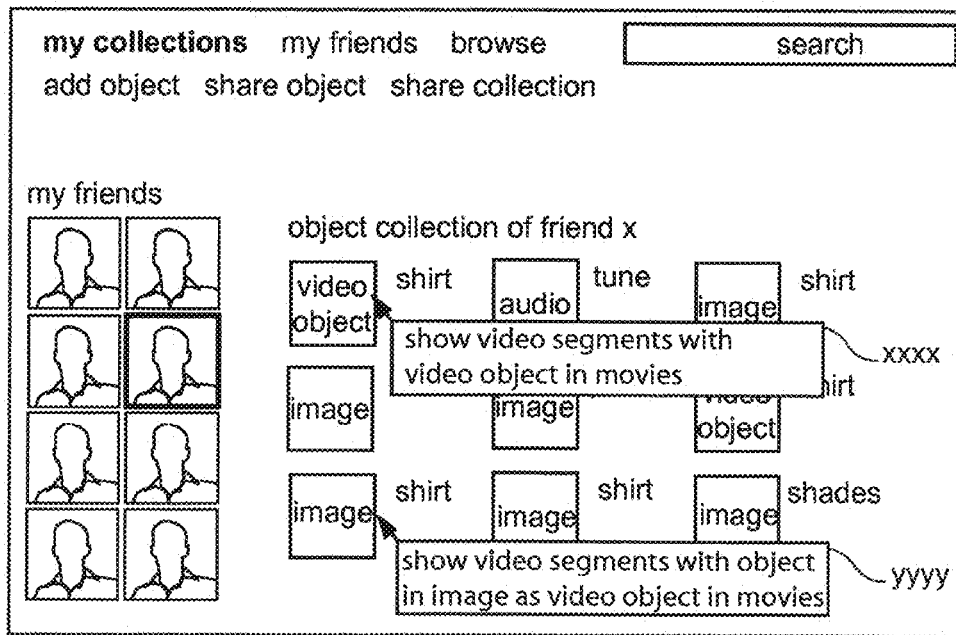 my collections my friends browse search
add object share object share collection
my friends
object collection of friend x
video object shirt audio tune image shirt
show video segments with
video object in movies
xxxx
image image video object shirt
image shirt image shirt image shades
show video segments with object
in image as video object in movies
yyyy